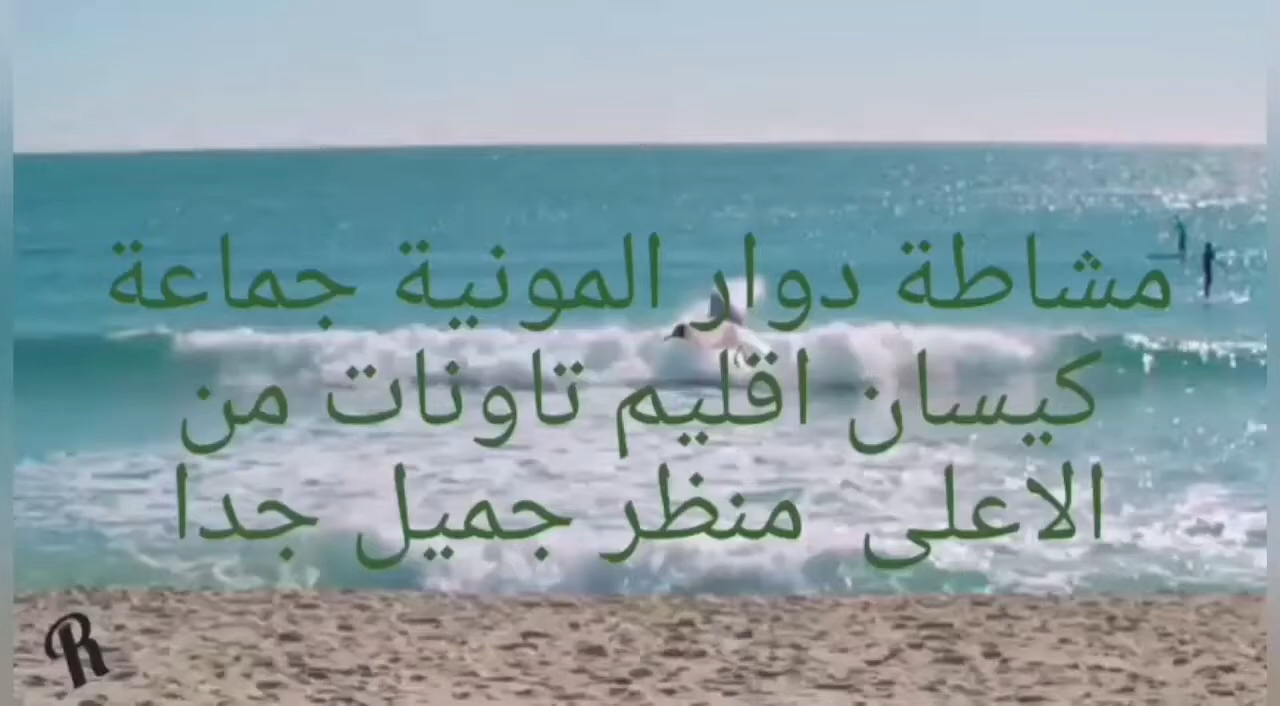 مشاطة دوار المونية جماعة
كيسان اقليم تاونات من
الاعلى منظر جميل جدا
R